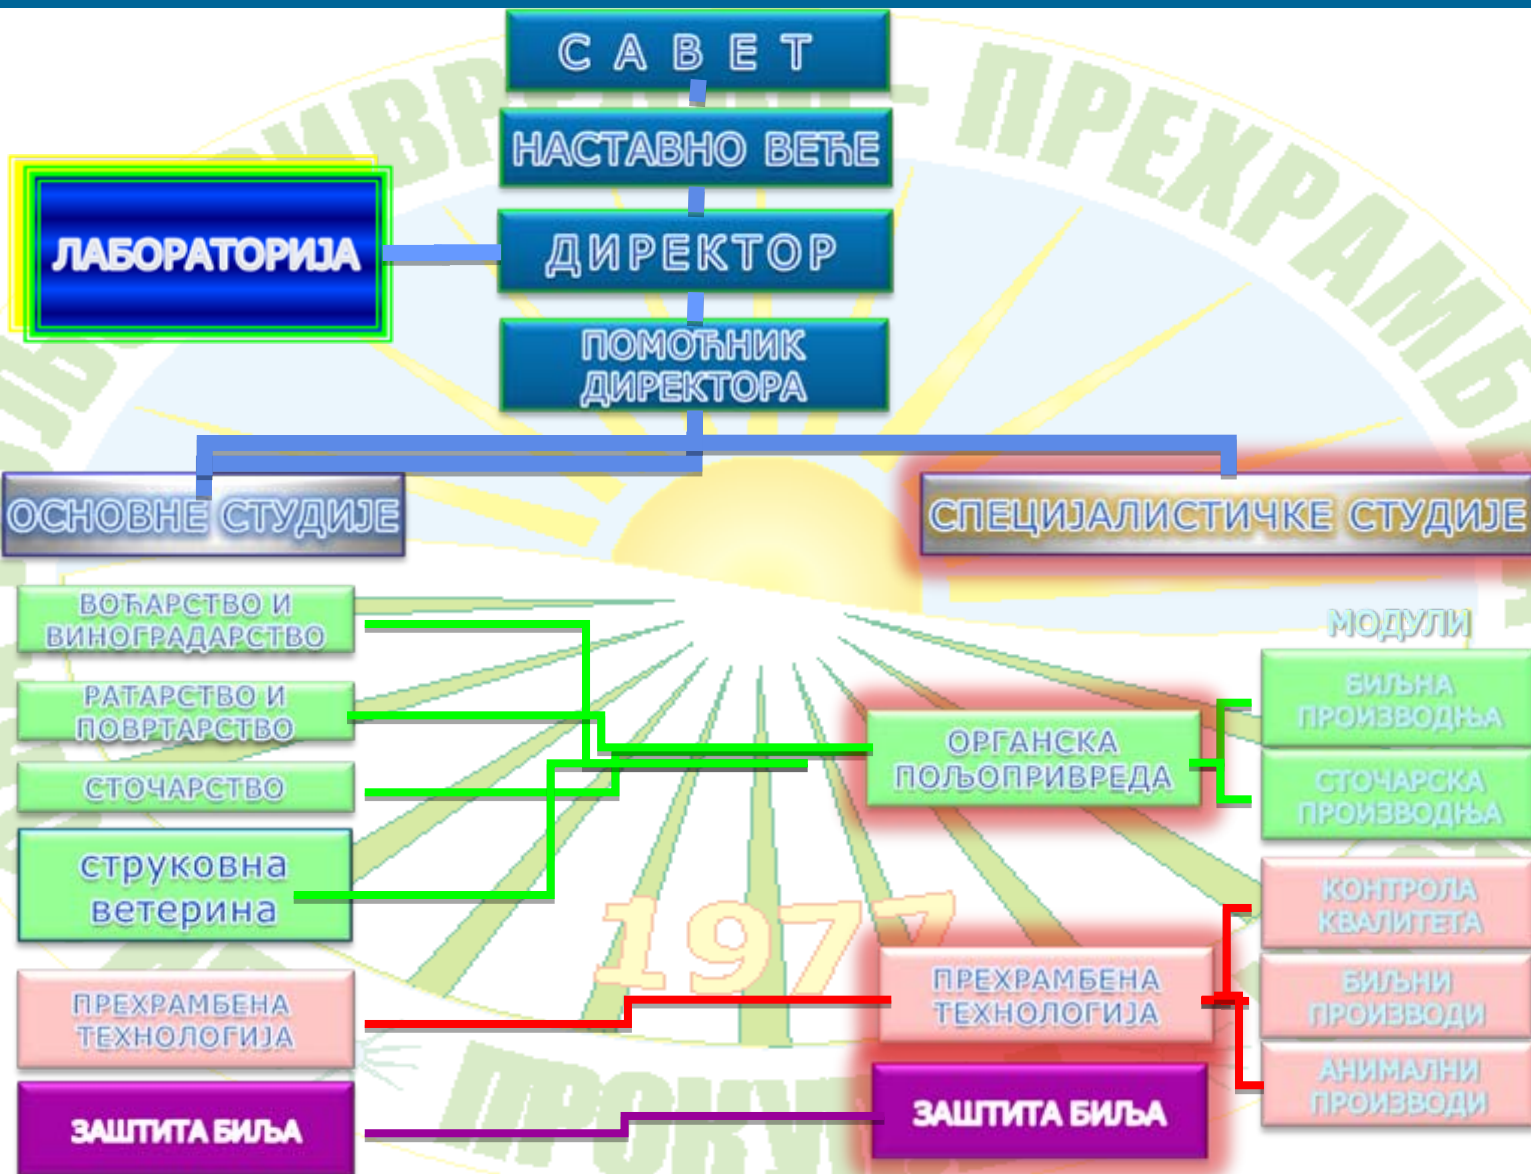 С А В Е Т
НАСТАВНО ВЕЋЕ
ДИРЕКТОР
ЛАБОРАТОРИЈА
ПОМОЋНИК
ДИРЕКТОРА
ОСНОВНЕ СТУДИЈЕ
СПЕЦИЈАЛИСТИЧКЕ СТУДИЈЕ
ВОЋАРСТВО И
ВИНОГРАДАРСТВО
РАТАРСТВО И
ПОВРТАРСТВО
СТОЧАРСТВО
струковна
ветерина
ПРЕХРАМБЕНА
ТЕХНОЛОГИЈА
ЗАШТИТА БИЉА
ОРГАНСКА
ПОЉОПРИВРЕДА
ПРЕХРАМБЕНА
ТЕХНОЛОГИЈА
ЗАШТИТА БИЉА
МОДУЛИ
БИЉНА
ПРОИЗВОДЊА
СТОЧАРСКА
ПРОИЗВОДЊА
КОНТРОЛА
КВАЛИТЕТА
БИЉНИ
ПРОИЗВОДИ
АНИМАЛНИ
ПРОИЗВОДИ
1977